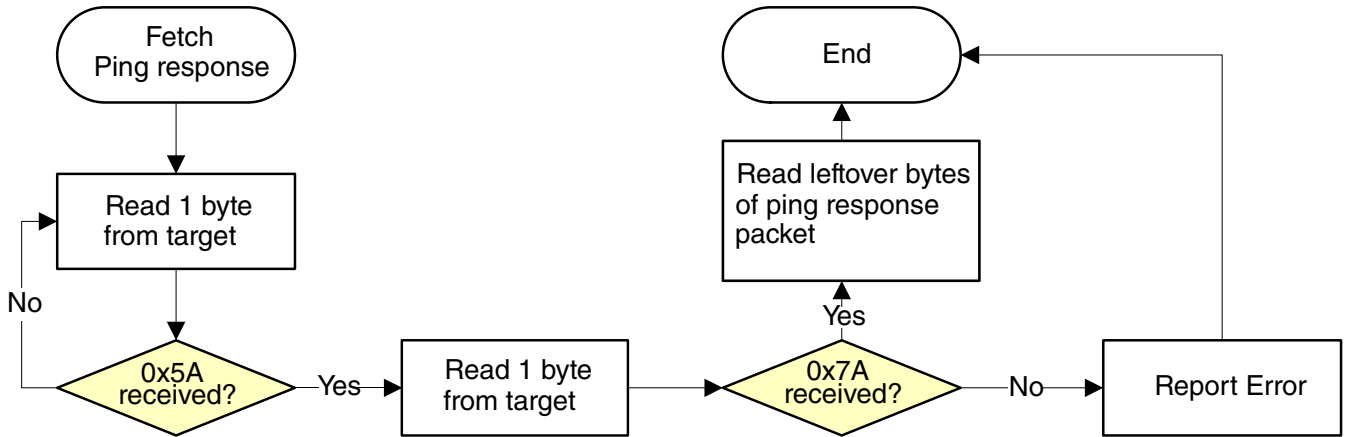 Fetch
Ping response
Read 1 byte
from target
No
0x5A
received?
Yes
Read 1 byte
from target
0x7A
received?
Yes
Read leftover bytes
of ping response
packet
End
No
Report Error